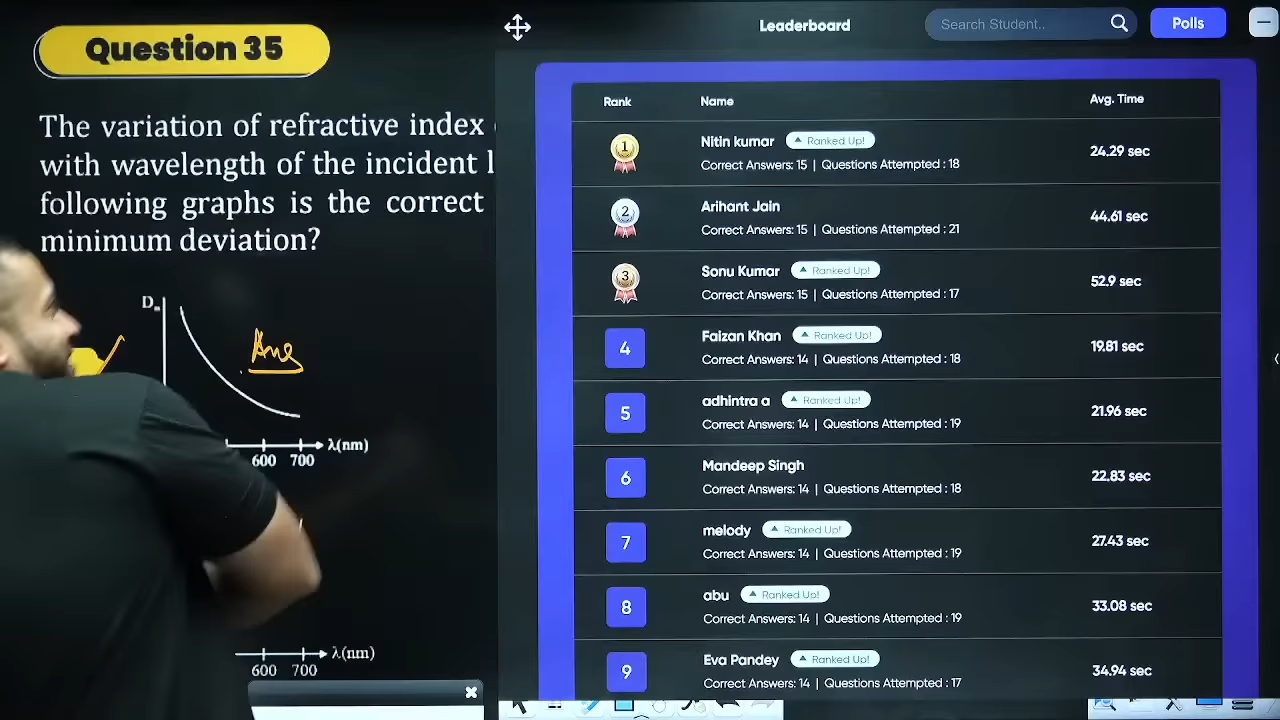 Question 35
The variation of refractive index
with wavelength of the incident
following graphs is the correct
minimum deviation?
Dₘ
Ans
λ(nm)
600 700
λ(nm)
600 700
Leaderboard
Search Student..
Polls
Rank Name Avg. Time
1 Nitin kumar ▲ Ranked Up! 24.29 sec
Correct Answers: 15 | Questions Attempted : 18
2 Arihant Jain 44.61 sec
Correct Answers: 15 | Questions Attempted : 21
3 Sonu Kumar ▲ Ranked Up! 52.9 sec
Correct Answers: 15 | Questions Attempted : 17
4 Faizan Khan ▲ Ranked Up! 19.81 sec
Correct Answers: 14 | Questions Attempted : 18
5 adhintra a ▲ Ranked Up! 21.96 sec
Correct Answers: 14 | Questions Attempted : 19
6 Mandeep Singh 22.83 sec
Correct Answers: 14 | Questions Attempted : 18
7 melody ▲ Ranked Up! 27.43 sec
Correct Answers: 14 | Questions Attempted : 19
8 abu ▲ Ranked Up! 33.08 sec
Correct Answers: 14 | Questions Attempted : 19
9 Eva Pandey ▲ Ranked Up! 34.94 sec
Correct Answers: 14 | Questions Attempted : 17